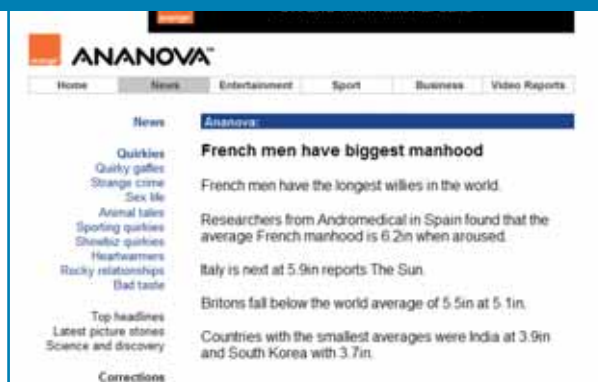 orange
orange ANANOVA™
Home News Entertainment Sport Business Video Reports
News
Quirkies
Quirky gaffes
Strange crime
Sex life
Animal tales
Sporting quirkies
Showbiz quirkies
Heartwarmers
Rocky relationships
Bad taste
Top headlines
Latest picture stories
Science and discovery
Corrections
Ananova:
French men have biggest manhood
French men have the longest willies in the world.
Researchers from Andromedical in Spain found that the
average French manhood is 6.2in when aroused.
Italy is next at 5.9in reports The Sun.
Britons fall below the world average of 5.5in at 5.1in.
Countries with the smallest averages were India at 3.9in
and South Korea with 3.7in.